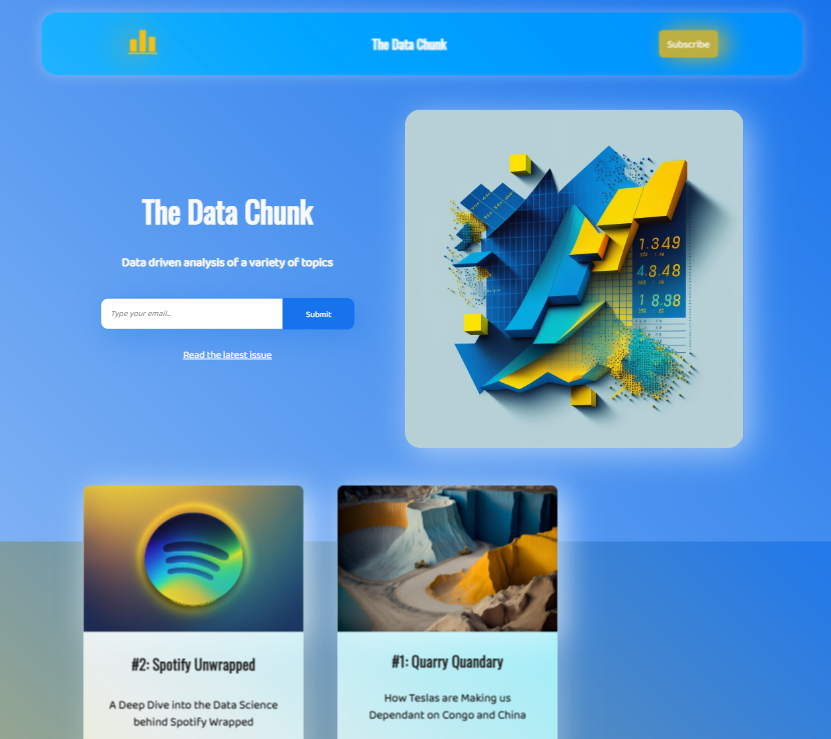 The Data Chunk
Subscribe
The Data Chunk
Data driven analysis of a variety of topics
Type your email...
Submit
Read the latest issue
1.349
4.8.48
1 8.98
#2: Spotify Unwrapped
A Deep Dive into the Data Science
behind Spotify Wrapped
#1: Quarry Quandary
How Teslas are Making us
Dependant on Congo and China